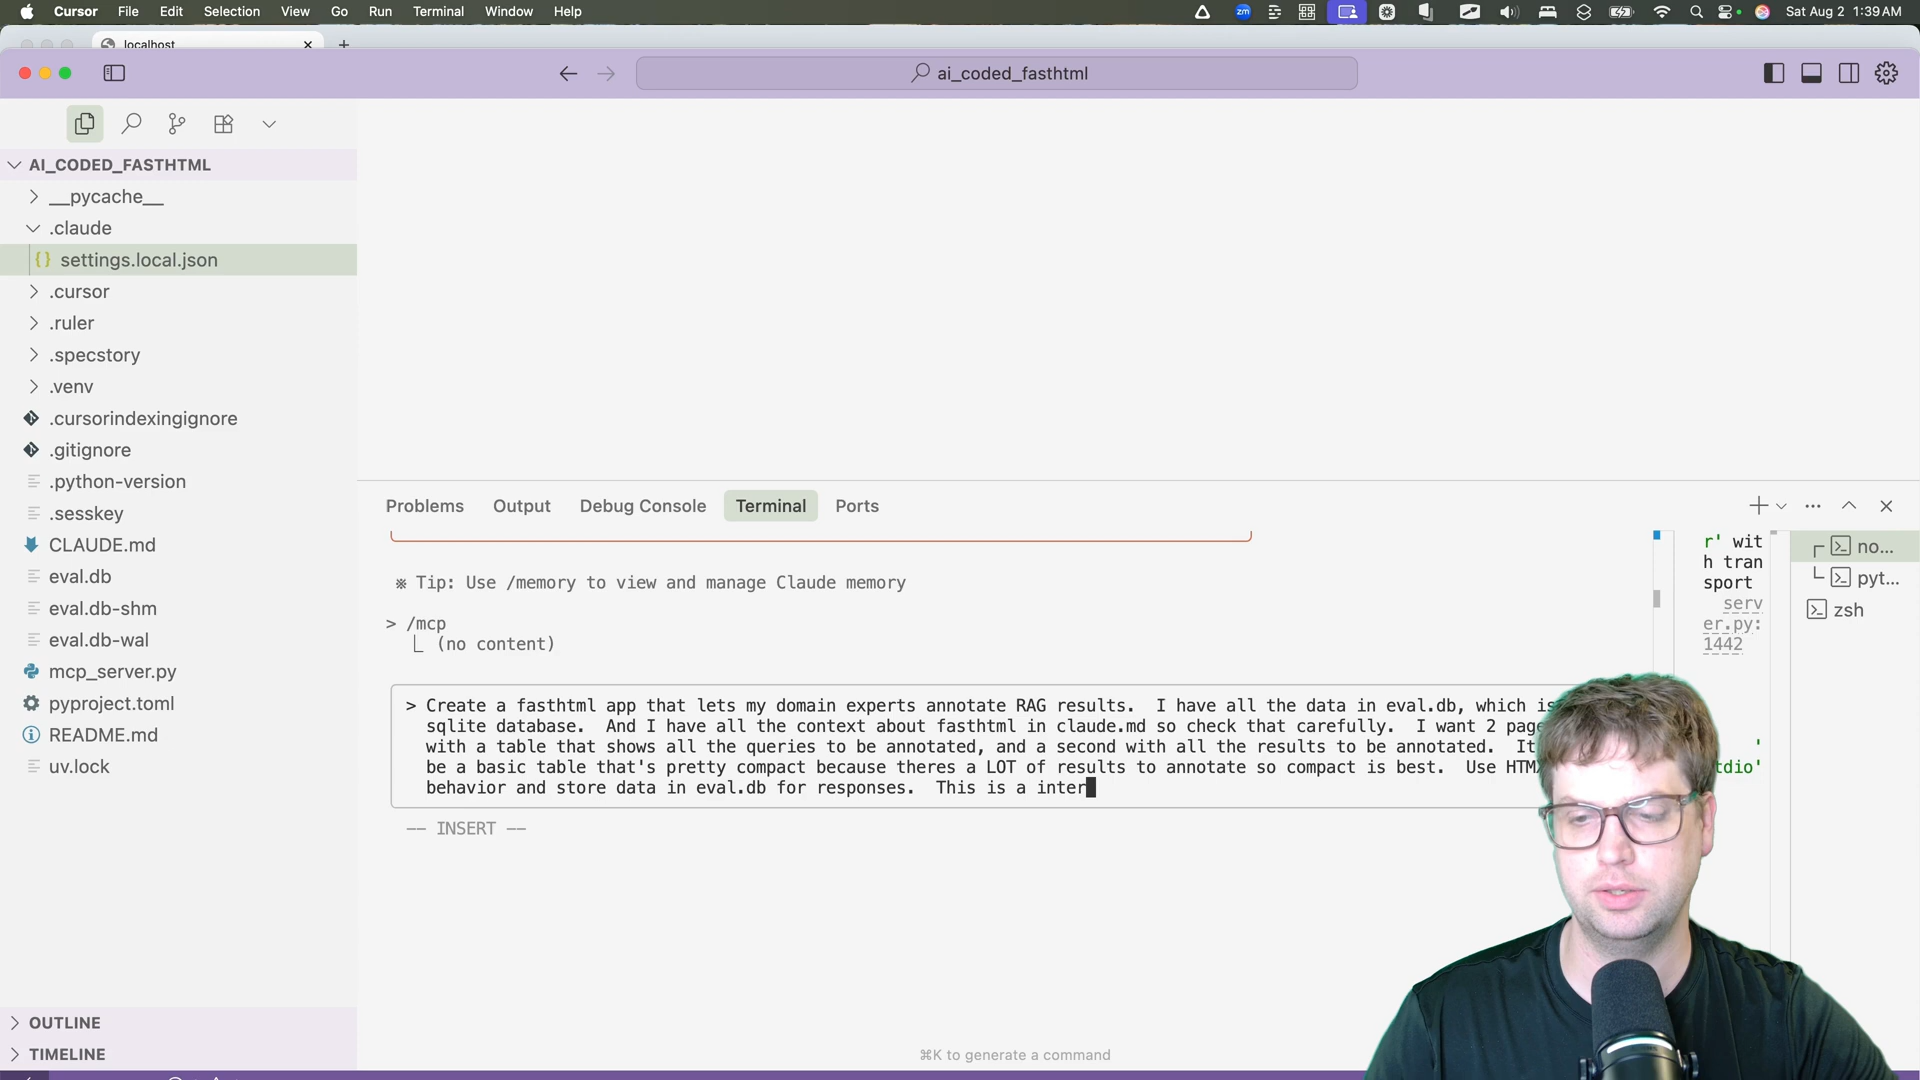 Cursor File Edit Selection View Go Run Terminal Window Help
zm
Sat Aug 2 1:39 AM
localhost
ai_coded_fasthtml
AI_CODED_FASTHTML
__pycache__
.claude
{} settings.local.json
.cursor
.ruler
.specstory
.venv
.cursorindexingignore
.gitignore
.python-version
.sesskey
CLAUDE.md
eval.db
eval.db-shm
eval.db-wal
mcp_server.py
pyproject.toml
README.md
uv.lock
OUTLINE
TIMELINE
Problems Output Debug Console Terminal Ports
※ Tip: Use /memory to view and manage Claude memory
> /mcp
(no content)
> Create a fasthtml app that lets my domain experts annotate RAG results. I have all the data in eval.db, which is
sqlite database. And I have all the context about fasthtml in claude.md so check that carefully. I want 2 page
with a table that shows all the queries to be annotated, and a second with all the results to be annotated. It
be a basic table that's pretty compact because theres a LOT of results to annotate so compact is best. Use HTM
behavior and store data in eval.db for responses. This is a inter
-- INSERT --
r' wit
h tran
sport
serv
er.py:
1442
'
tdio'
no...
pyt...
zsh
⌘K to generate a command